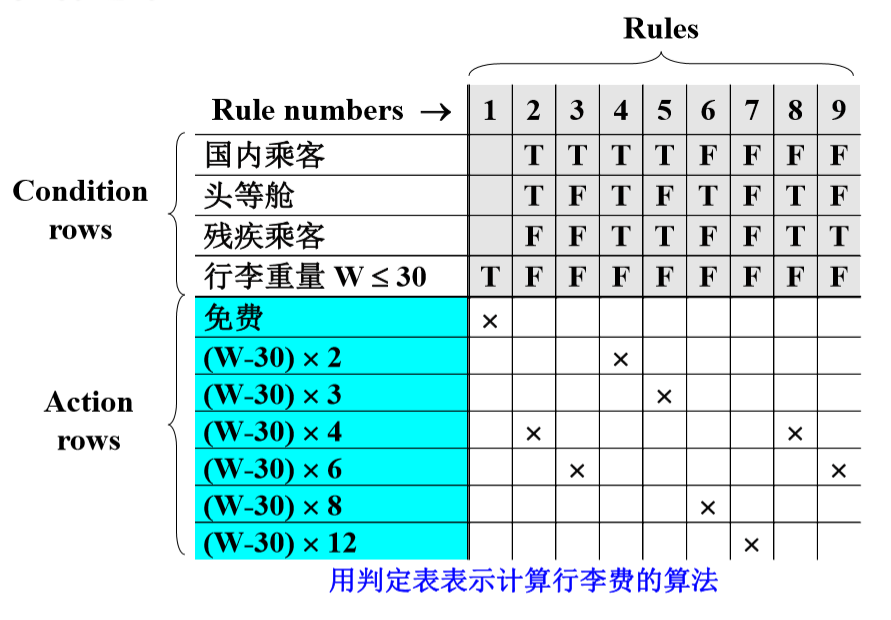 Rules
Rule numbers → 1 2 3 4 5 6 7 8 9
Condition rows
国内乘客 T T T T F F F F
头等舱 T F T F T F T F
残疾乘客 F F T T F F T T
行李重量 W ≤ 30 T F F F F F F F F
Action rows
免费 ×
(W-30) × 2 ×
(W-30) × 3 ×
(W-30) × 4 × ×
(W-30) × 6 × ×
(W-30) × 8 ×
(W-30) × 12 ×
用判定表表示计算行李费的算法